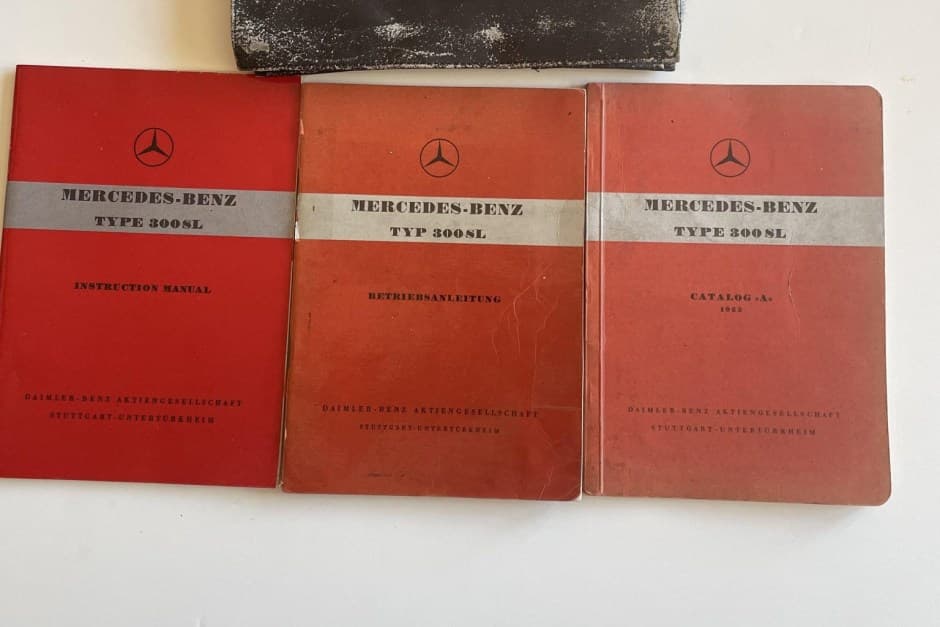 MERCEDES-BENZ
TYPE 300SL
INSTRUCTION MANUAL
DAIMLER-BENZ AKTIENGESELLSCHAFT
STUTTGART-UNTERTÜRKHEIM
MERCEDES-BENZ
TYP 300SL
BETRIEBSANLEITUNG
DAIMLER-BENZ AKTIENGESELLSCHAFT
STUTTGART-UNTERTÜRKHEIM
MERCEDES-BENZ
TYPE 300SL
CATALOG »A«
DAIMLER-BENZ AKTIENGESELLSCHAFT
STUTTGART-UNTERTÜRKHEIM